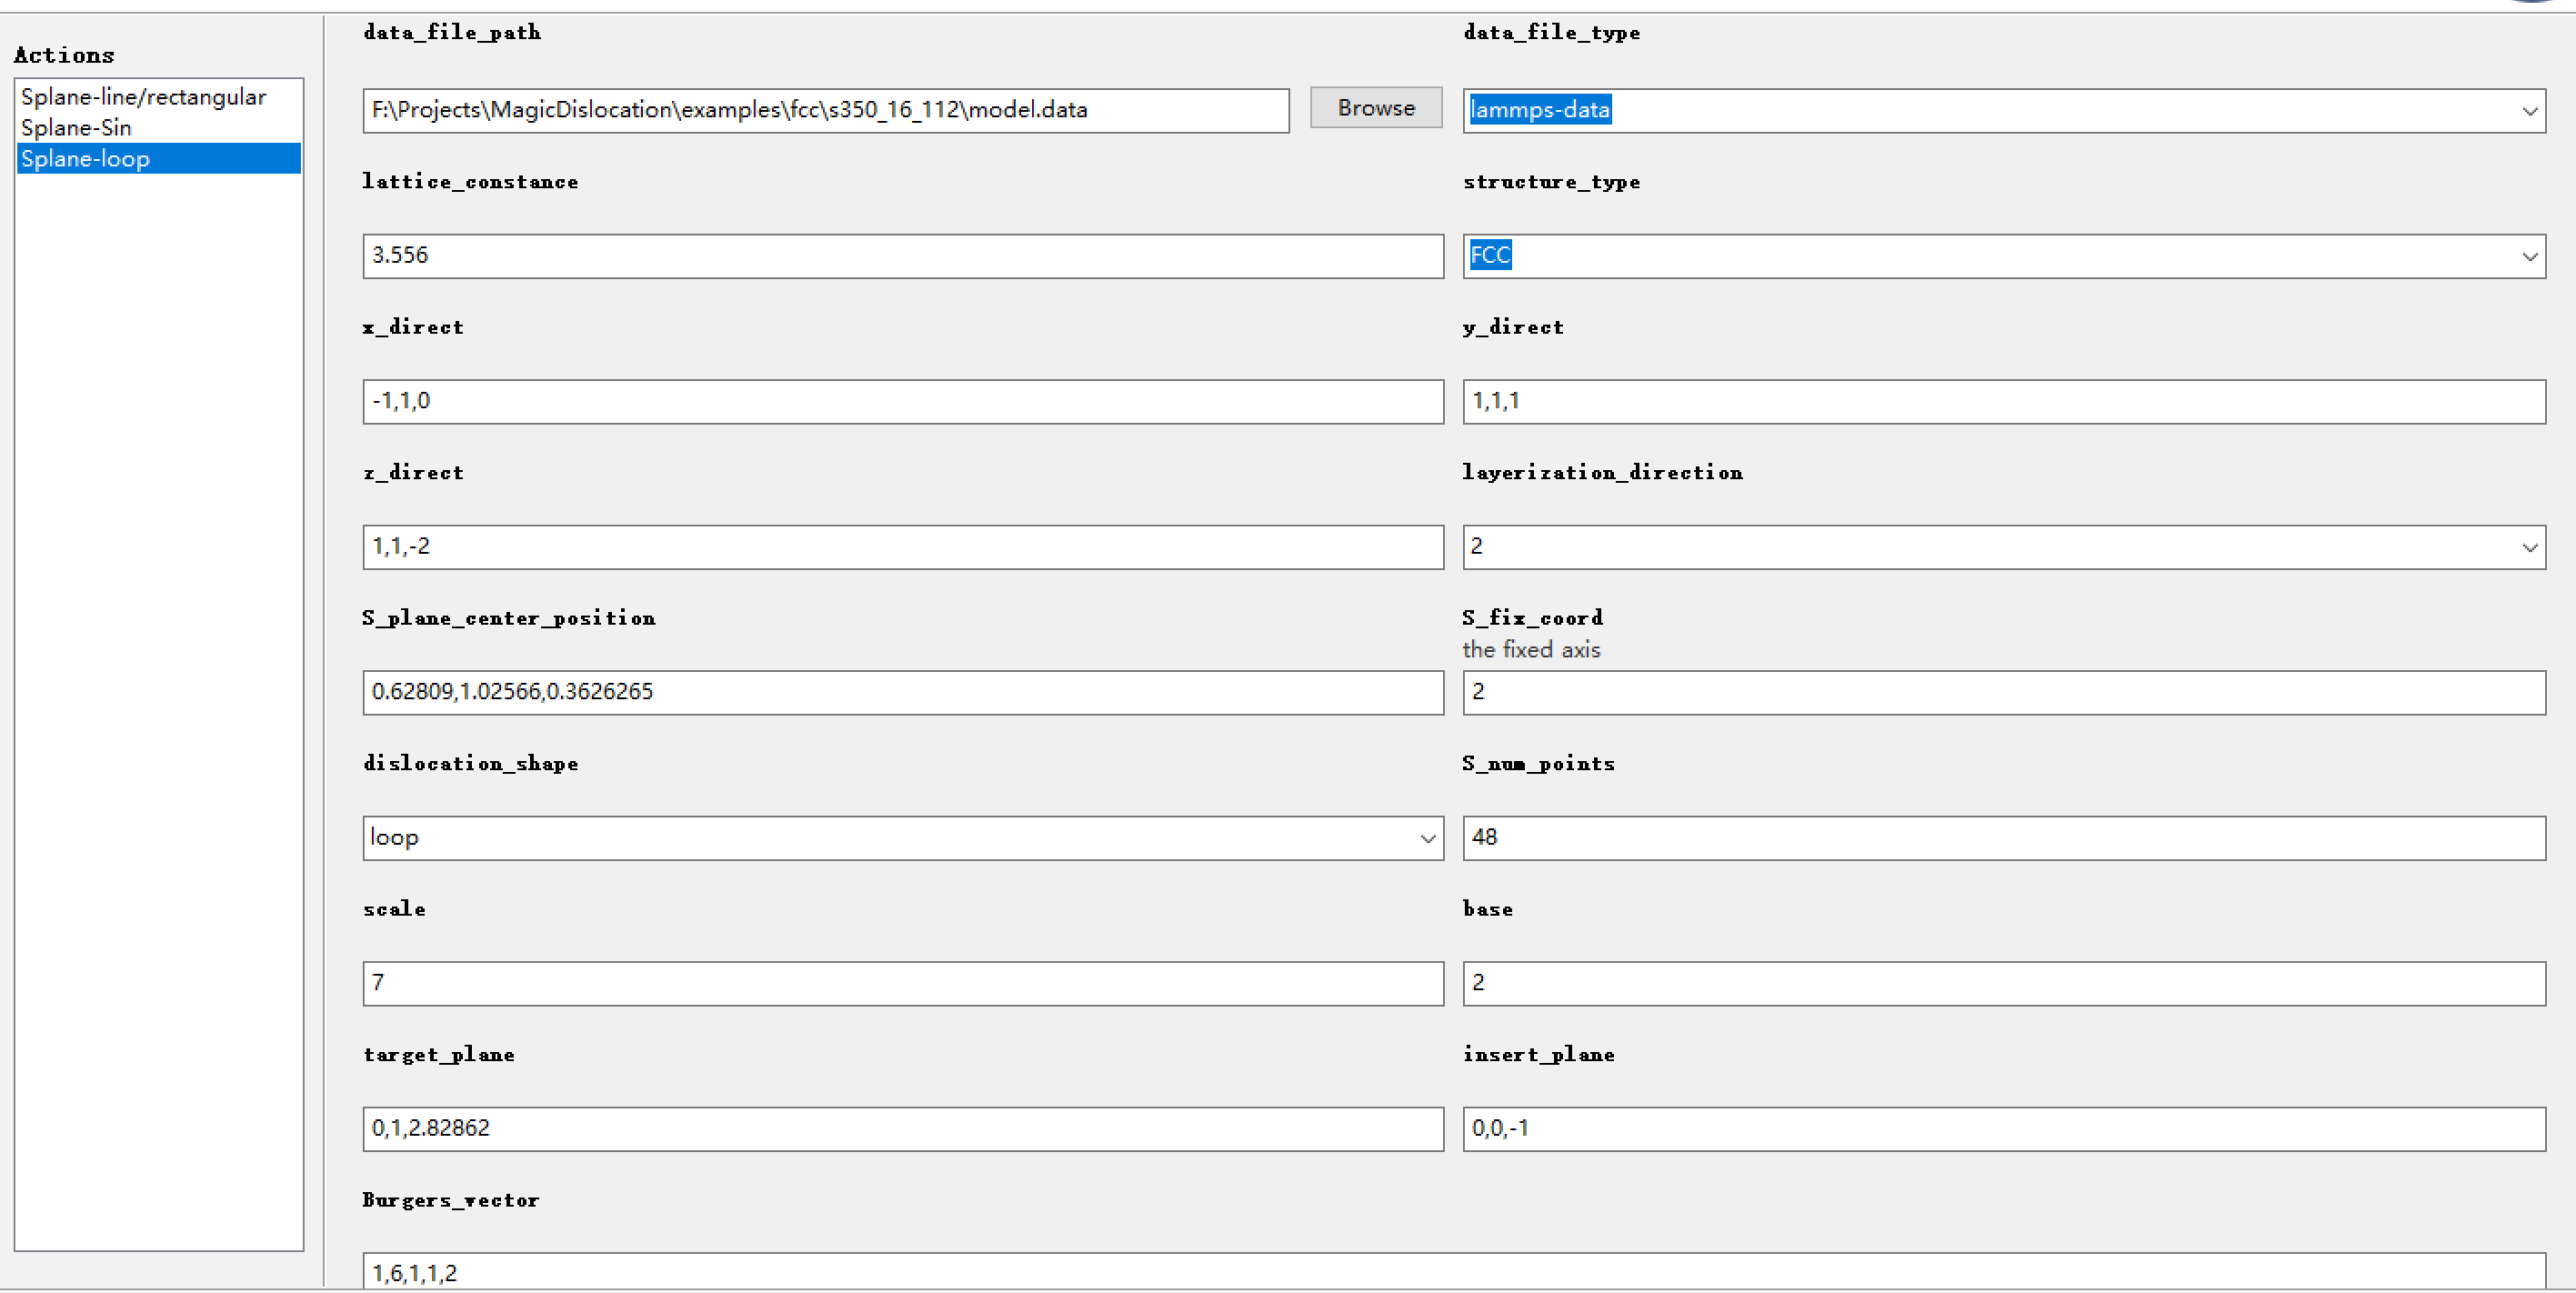 Actions
Splane-line/rectangular
Splane-Sin
Splane-loop
data_file_path
data_file_type
F:\Projects\MagicDislocation\examples\fcc\s350_16_112\model.data
Browse
lammps-data
lattice_constance
structure_type
3.556
FCC
x_direct
y_direct
-1,1,0
1,1,1
z_direct
layerization_direction
1,1,-2
2
S_plane_center_position
S_fix_coord
the fixed axis
0.62809,1.02566,0.3626265
2
dislocation_shape
S_num_points
loop
48
scale
base
7
2
target_plane
insert_plane
0,1,2.82862
0,0,-1
Burgers_vector
1,6,1,1,2